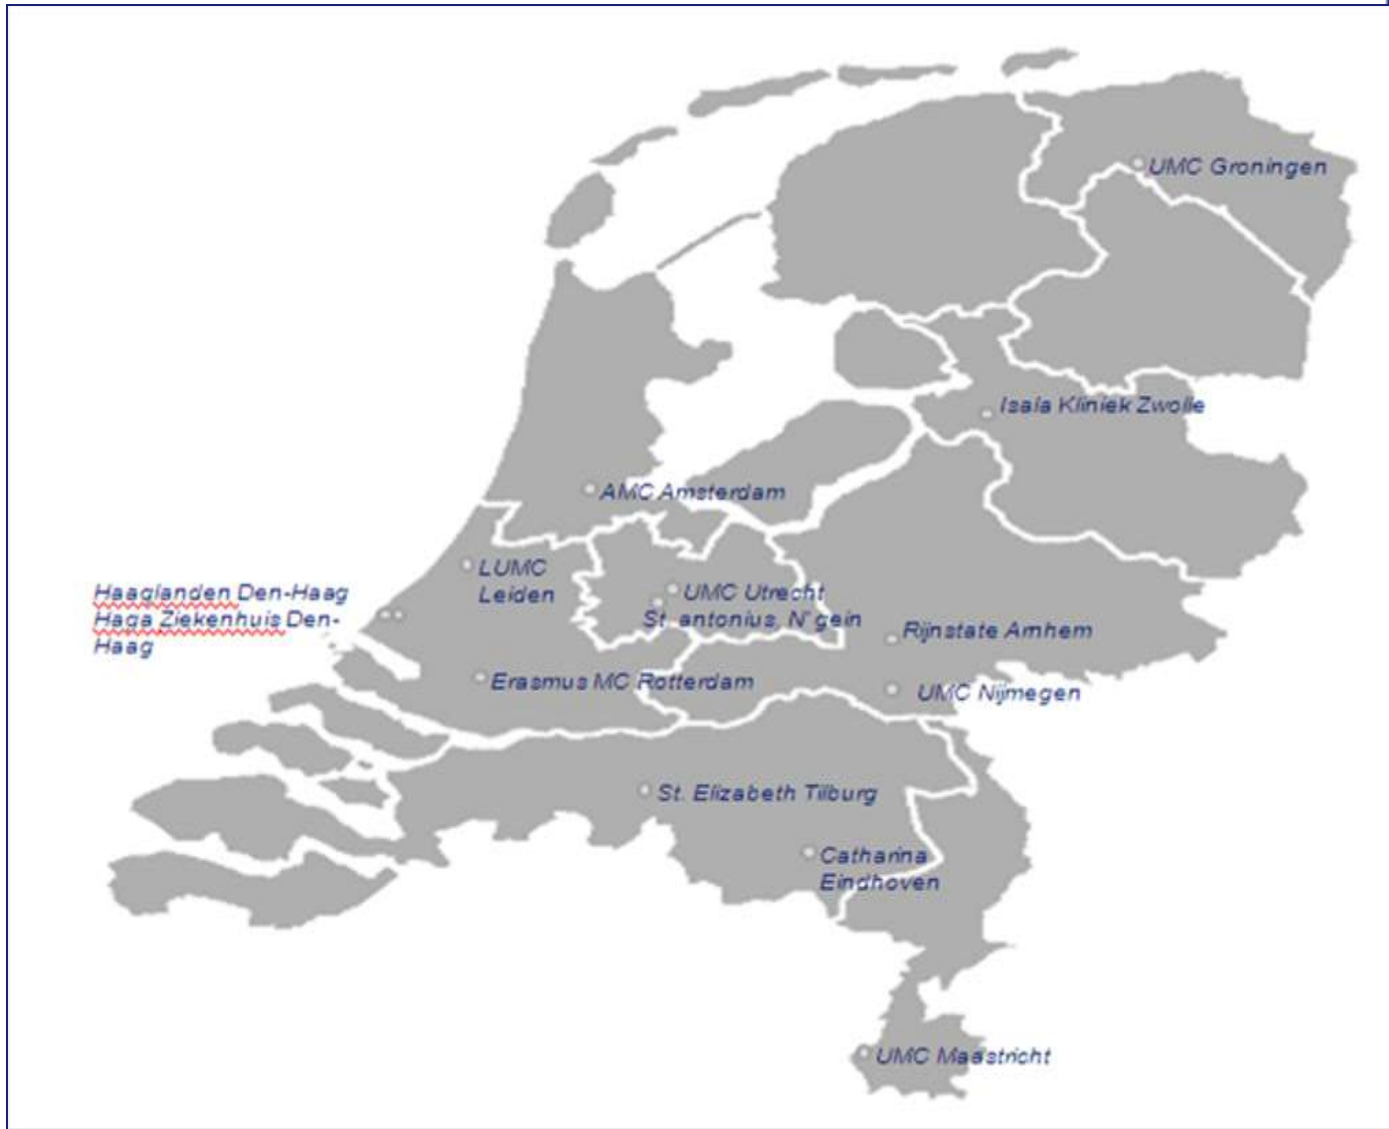 UMC Groningen
Isala Kliniek Zwolle
AMC Amsterdam
LUMC
Leiden
Haaglanden Den-Haag
Haga Ziekenhuis Den-
Haag
UMC Utrecht
St. antonius, N'gein
Rijnstate Arnhem
Erasmus MC Rotterdam
UMC Nijmegen
St. Elizabeth Tilburg
Catharina
Eindhoven
UMC Maastricht